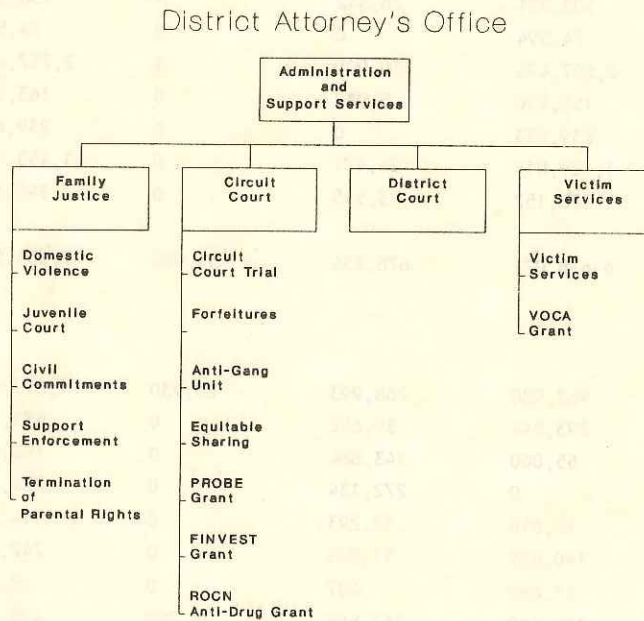 District Attorney's Office
Administration
and
Support Services
Family
Justice
Circuit
Court
District
Court
Victim
Services
Domestic
Violence
Juvenile
Court
Civil
Commitments
Support
Enforcement
Termination
of
Parental Rights
Circuit
Court Trial
Forfeitures
Anti-Gang
Unit
Equitable
Sharing
PROBE
Grant
FINVEST
Grant
ROCN
Anti-Drug Grant
Victim
Services
VOCA
Grant